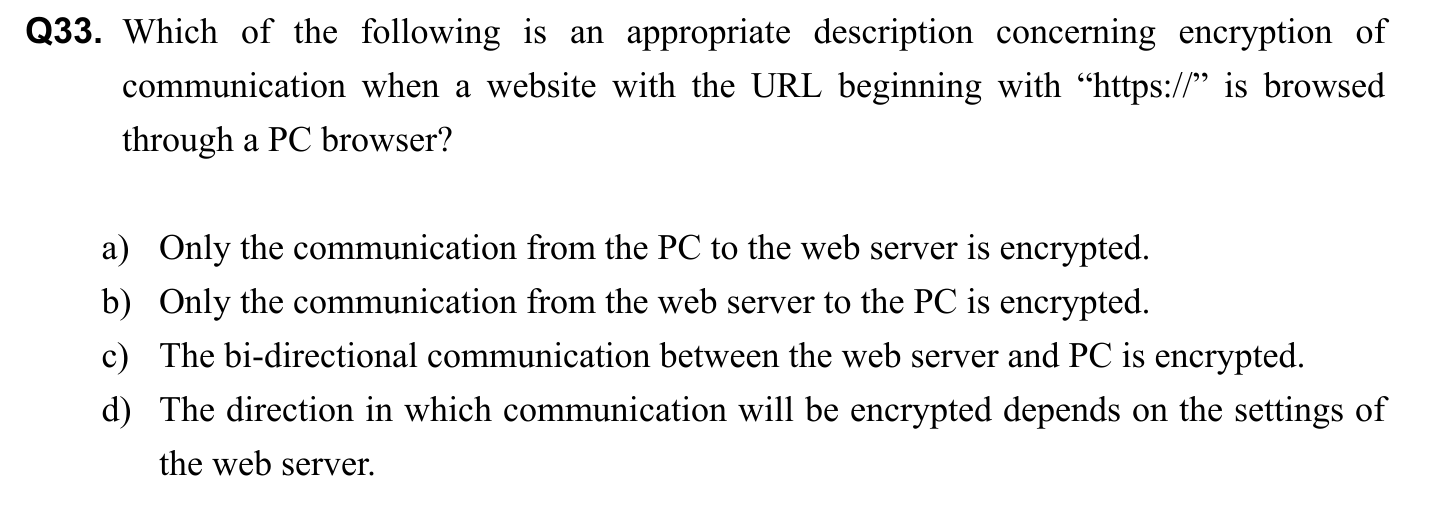 Q33. Which of the following is an appropriate description concerning encryption of
communication when a website with the URL beginning with “https://” is browsed
through a PC browser?
a) Only the communication from the PC to the web server is encrypted.
b) Only the communication from the web server to the PC is encrypted.
c) The bi-directional communication between the web server and PC is encrypted.
d) The direction in which communication will be encrypted depends on the settings of
the web server.